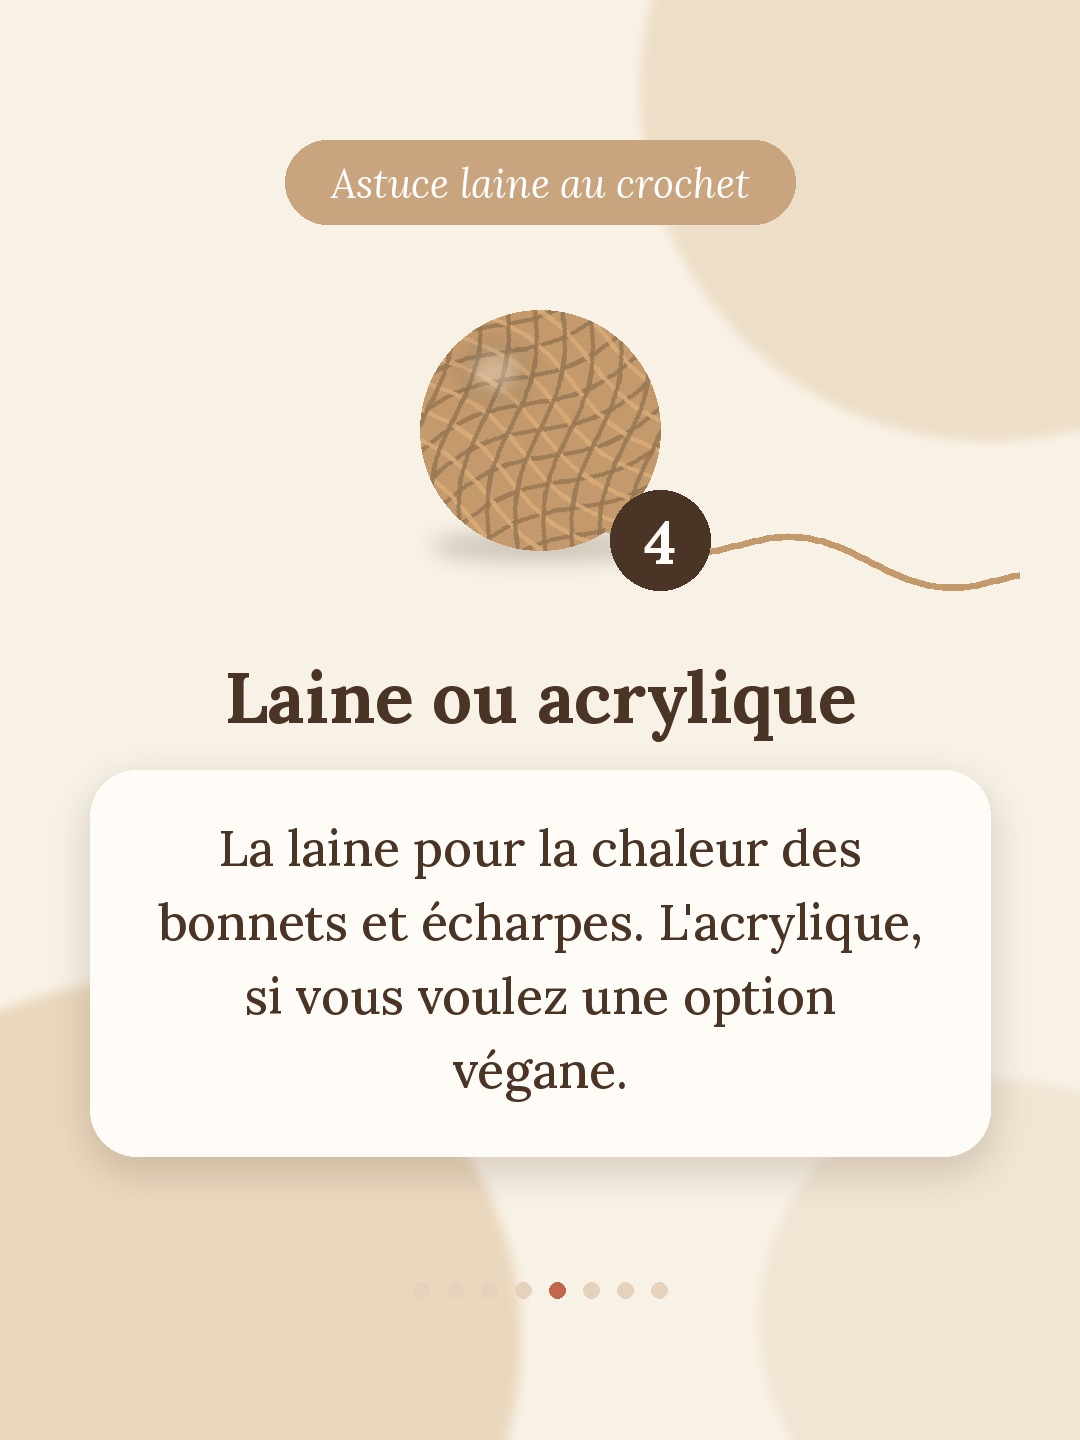 Astuce laine au crochet
4
Laine ou acrylique
La laine pour la chaleur des
bonnets et écharpes. L'acrylique,
si vous voulez une option
végane.